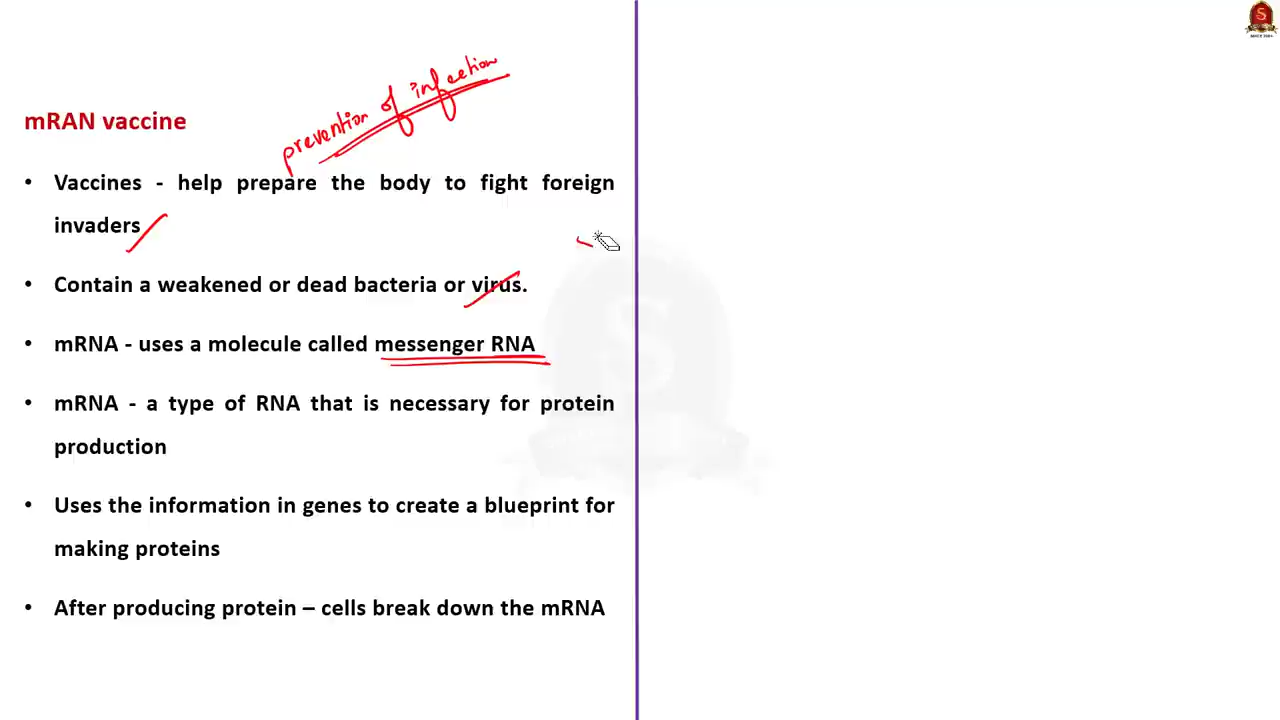 prevention of infection
mRAN vaccine
• Vaccines - help prepare the body to fight foreign
invaders
• Contain a weakened or dead bacteria or virus.
• mRNA - uses a molecule called messenger RNA
• mRNA - a type of RNA that is necessary for protein
production
• Uses the information in genes to create a blueprint for
making proteins
• After producing protein – cells break down the mRNA